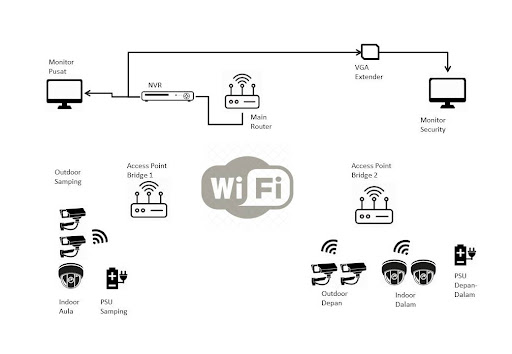 Monitor
Pusat
NVR
Main
Router
VGA
Extender
Monitor
Security
Outdoor
Samping
Access Point
Bridge 1
WiFi
Access Point
Bridge 2
Indoor
Aula
PSU
Samping
Outdoor
Depan
Indoor
Dalam
PSU
Depan-
Dalam